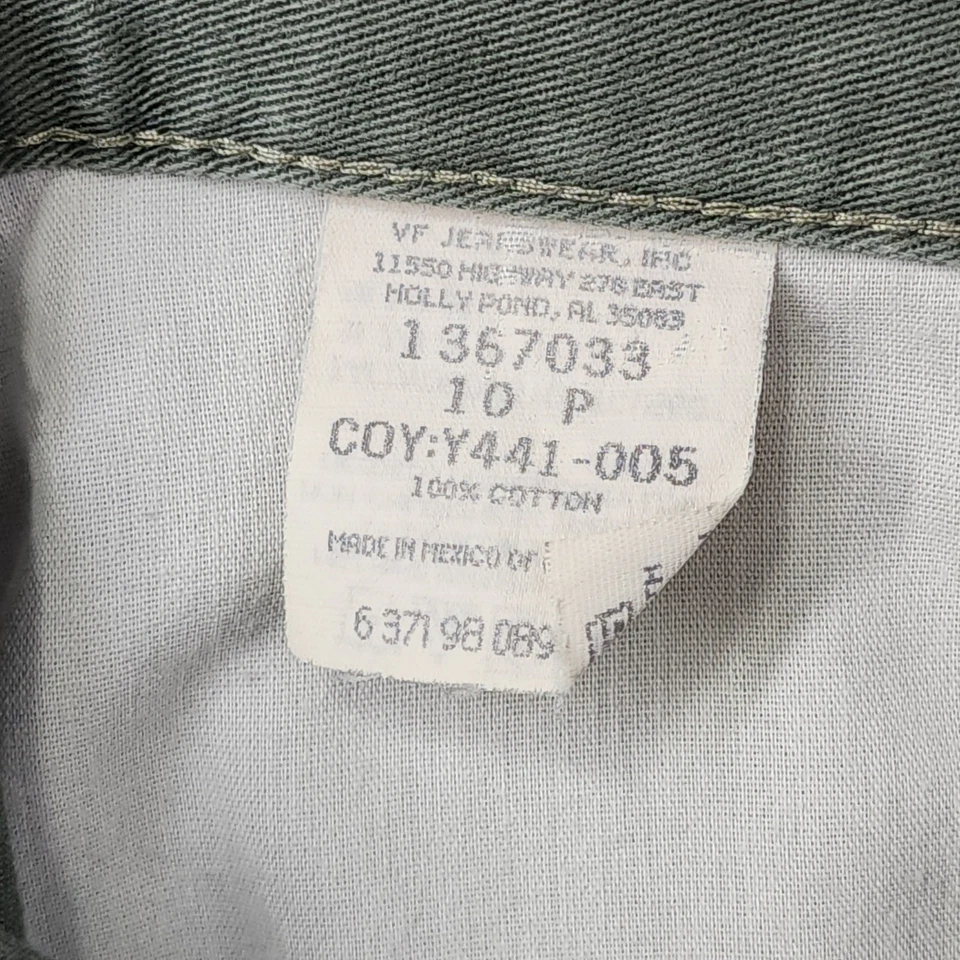 VF JEANSWEAR, INC
11550 HIGHWAY 278 EAST
HOLLY POND, AL 35083
1367033
10 P
COY:Y441-005
100% COTTON
MADE IN MEXICO OF
6 371 98 089